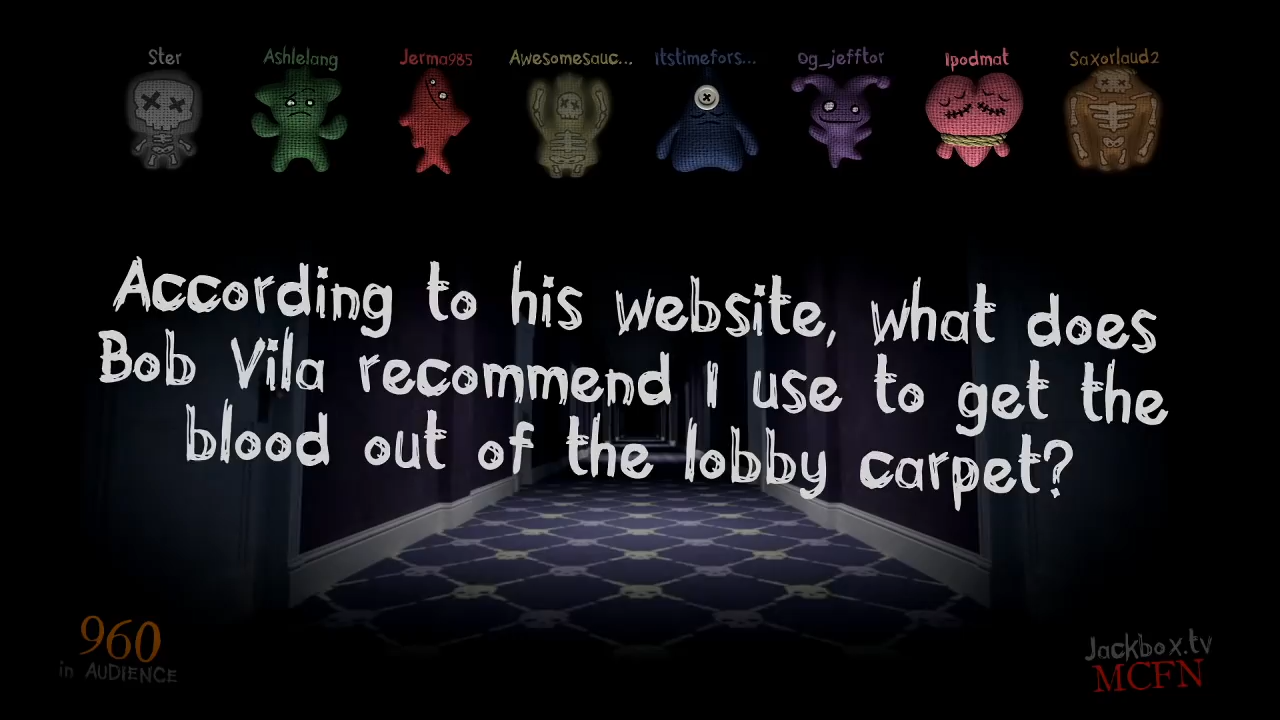 Ster Ashlelang Jerma985 Awesomesauc... Itstimefors... og_jefftor Ipodmat Saxorlaud2
According to his website, what does
Bob Vila recommend I use to get the
blood out of the lobby carpet?
960
in AUDIENCE
Jackbox.tv
MCFN